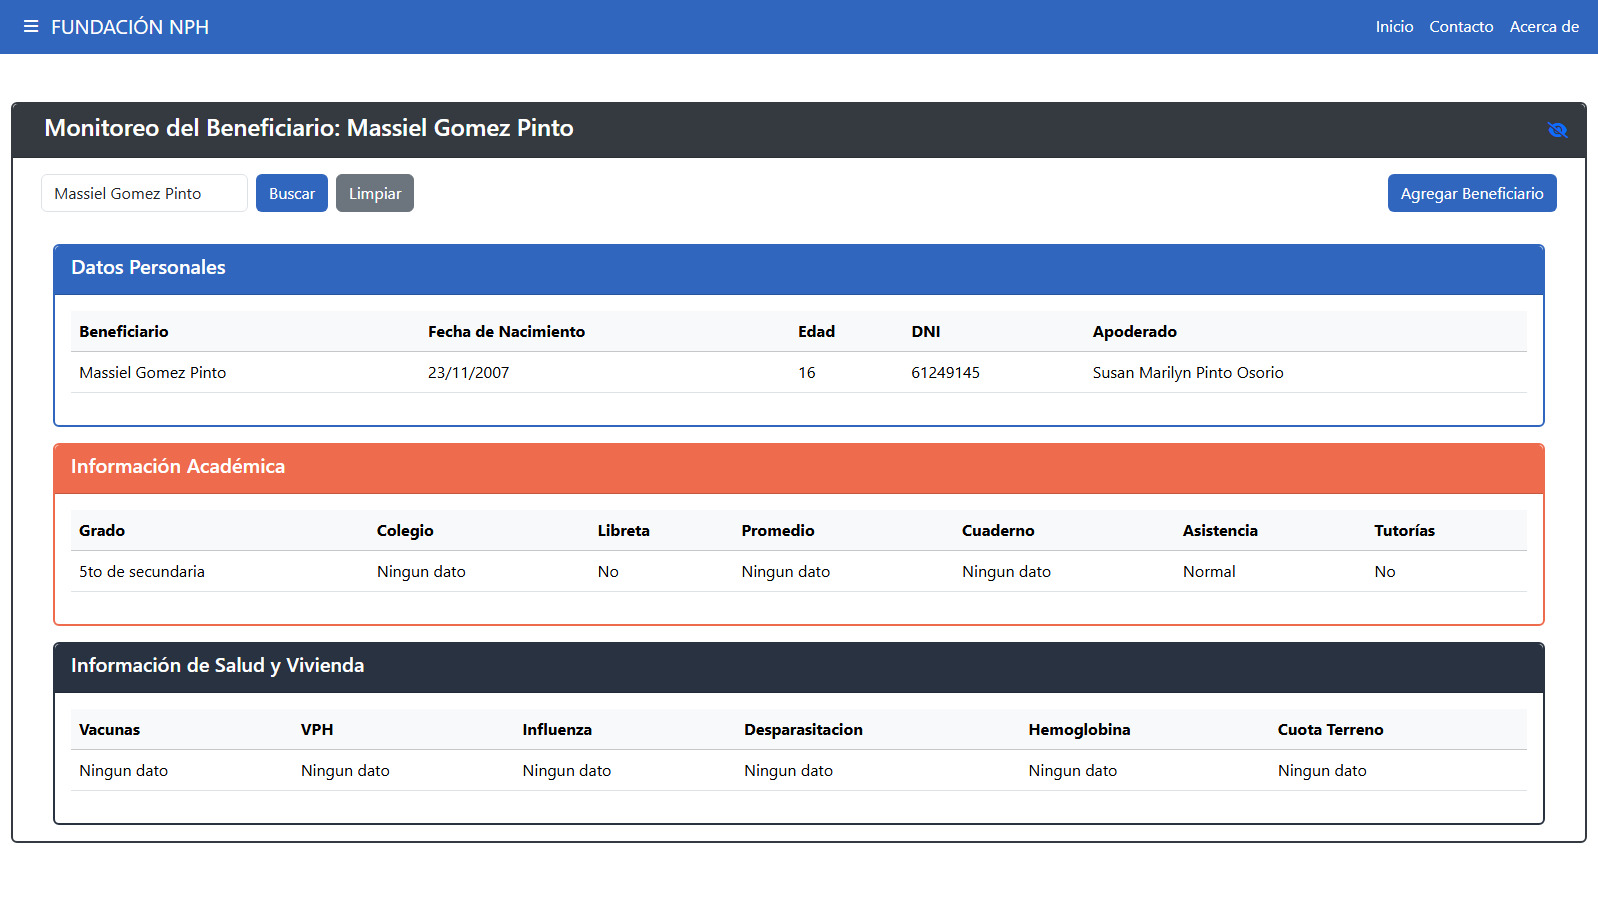 FUNDACIÓN NPH Inicio Contacto Acerca de
Monitoreo del Beneficiario: Massiel Gomez Pinto
Massiel Gomez Pinto Buscar Limpiar Agregar Beneficiario
Datos Personales
Beneficiario Fecha de Nacimiento Edad DNI Apoderado
Massiel Gomez Pinto 23/11/2007 16 61249145 Susan Marilyn Pinto Osorio
Información Académica
Grado Colegio Libreta Promedio Cuaderno Asistencia Tutorías
5to de secundaria Ningun dato No Ningun dato Ningun dato Normal No
Información de Salud y Vivienda
Vacunas VPH Influenza Desparasitacion Hemoglobina Cuota Terreno
Ningun dato Ningun dato Ningun dato Ningun dato Ningun dato Ningun dato